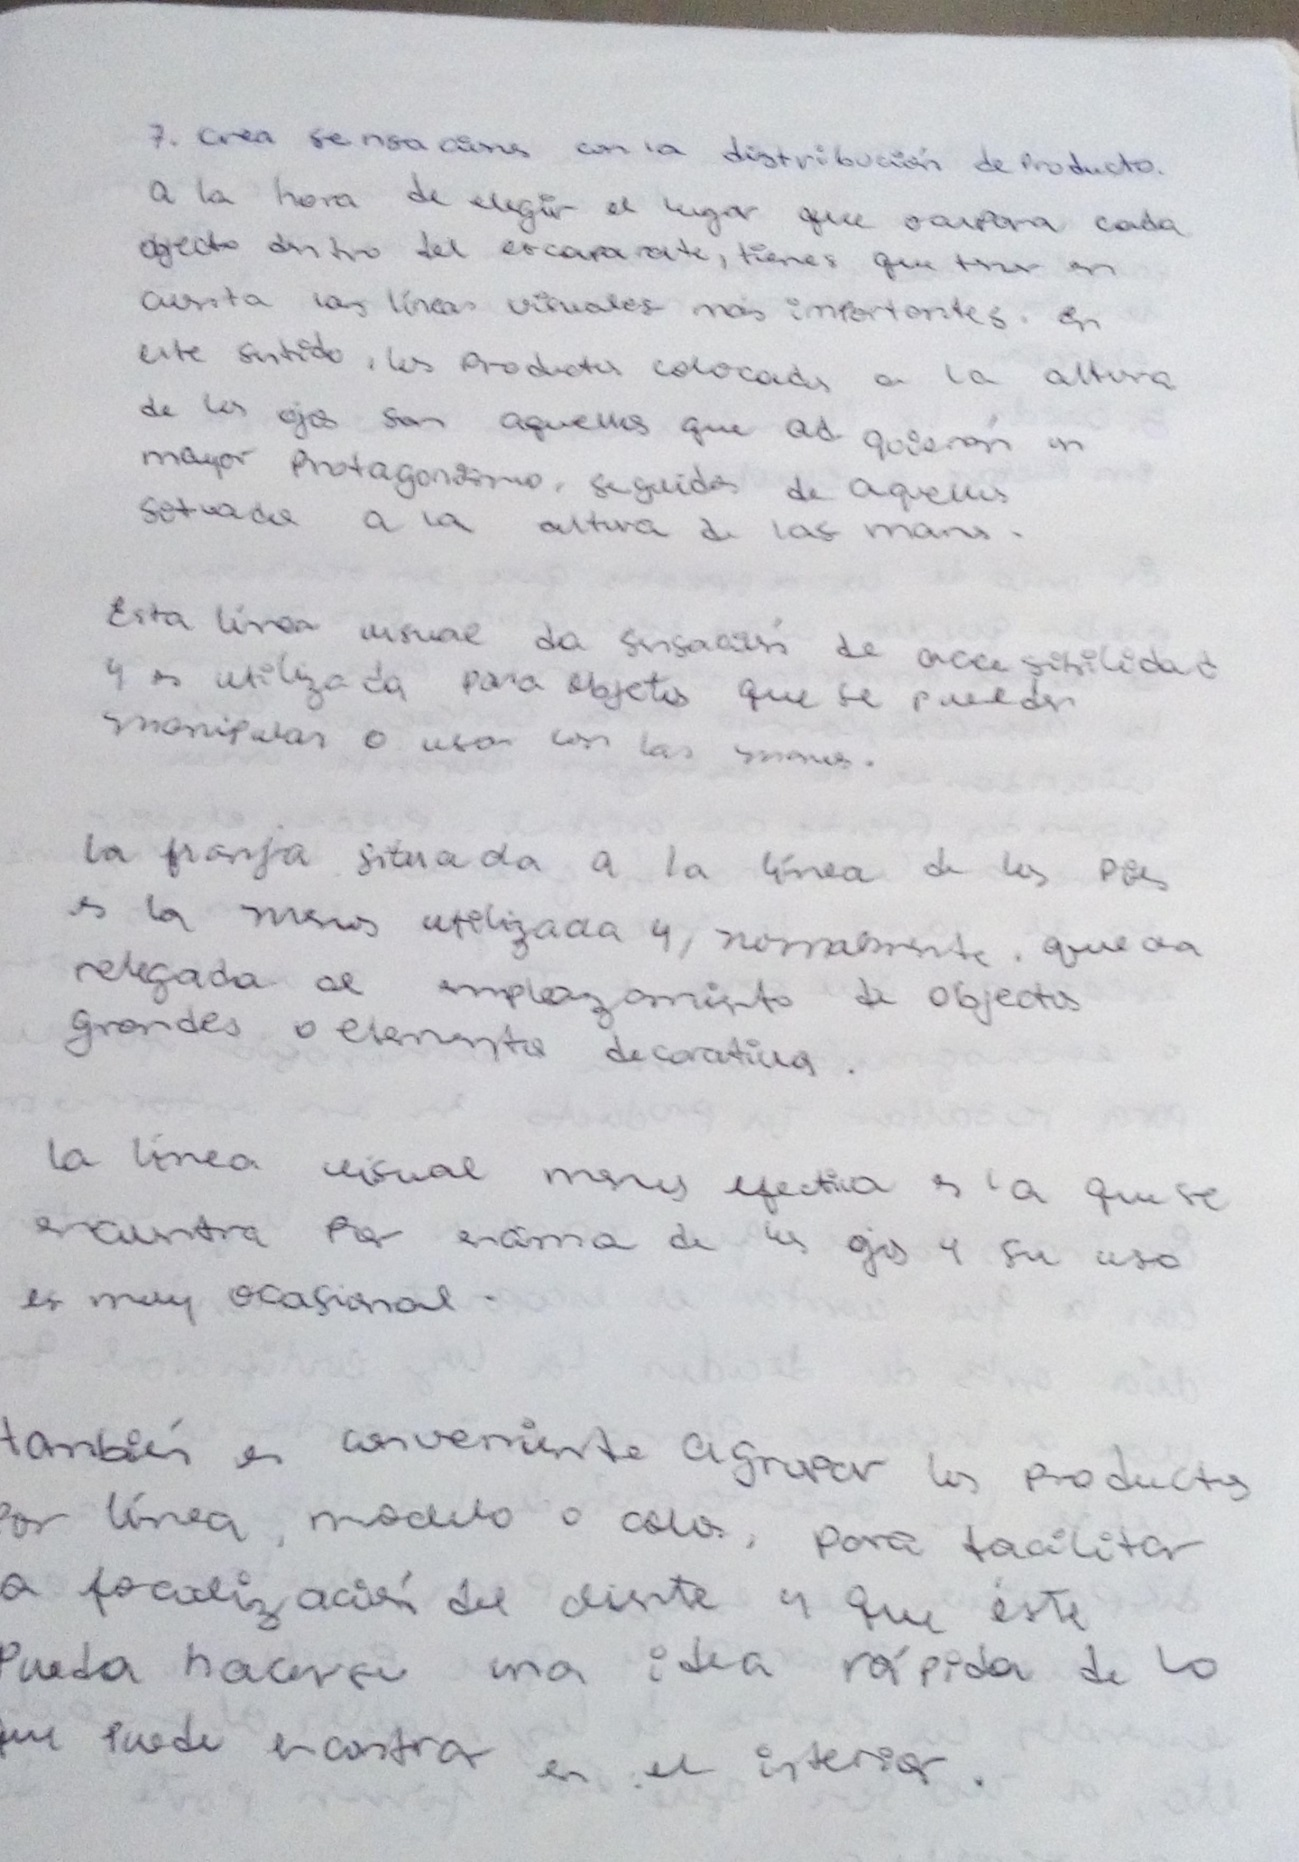 7. Crea sensaciones con la distribución de Producto.
A la hora de elegir el lugar que ocupara cada
objecto dentro del escaparate, tienes que tener en
cuenta las líneas visuales más importantes. En
este sentido, los Productos colocados a la altura
de los ojos son aquellos que adquieren un
mayor Protagonismo, seguidos de aquellos
situados a la altura de las manos.
Esta línea visual da sensación de accesibilidad
y es utilizada para objetos que se pueden
manipular o usar con las manos.
La franja situada a la línea de los Pies
es la menos utilizada y, normalmente, queda
relegada al emplazamiento de objectos
grandes o elementos decorativos.
La línea visual menos efectiva es la que se
encuentra Por encima de los ojos y su uso
es muy ocasional.
también es conveniente agrupar los productos
Por línea, modelo o color, para facilitar
a focalización del cliente y que éste
Pueda hacerse una idea rápida de lo
que Puede encontrar en el interior.